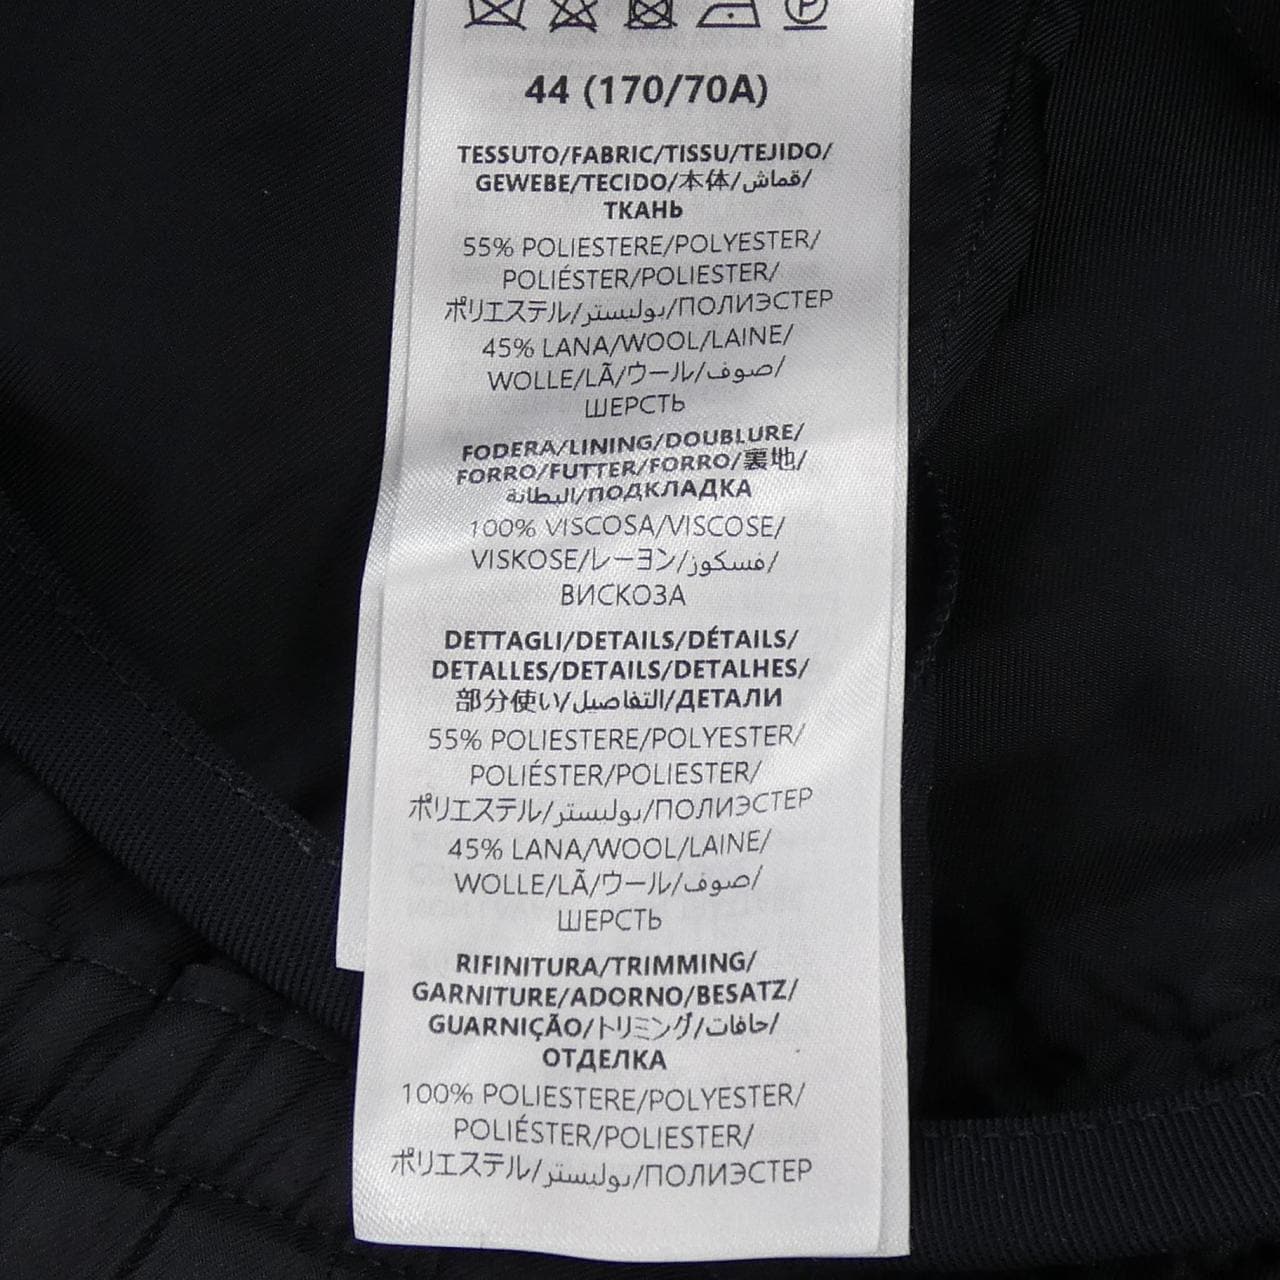 44 (170/70A)
TESSUTO/FABRIC/TISSU/TEJIDO/
GEWEBE/TECIDO/本体/قماش/
ТКАНЬ
55% POLIESTERE/POLYESTER/
POLIÉSTER/POLIESTER/
ポリエステル/بوليستر/ПОЛИЭСТЕР
45% LANA/WOOL/LAINE/
WOLLE/LÃ/ウール/صوف/
ШЕРСТЬ
FODERA/LINING/DOUBLURE/
FORRO/FUTTER/FORRO/裏地/
البطانة/ПОДКЛАДКА
100% VISCOSA/VISCOSE/
VISKOSE/レーヨン/فسكوز/
ВИСКОЗА
DETTAGLI/DETAILS/DÉTAILS/
DETALLES/DETAILS/DETALHES/
部分使い/التفاصيل/ДЕТАЛИ
55% POLIESTERE/POLYESTER/
POLIÉSTER/POLIESTER/
ポリエステル/بوليستر/ПОЛИЭСТЕР
45% LANA/WOOL/LAINE/
WOLLE/LÃ/ウール/صوف/
ШЕРСТЬ
RIFINITURA/TRIMMING/
GARNITURE/ADORNO/BESATZ/
GUARNIÇÃO/トリミング/حافات/
ОТДЕЛКА
100% POLIESTERE/POLYESTER/
POLIÉSTER/POLIESTER/
ポリエステル/بوليستر/ПОЛИЭСТЕР